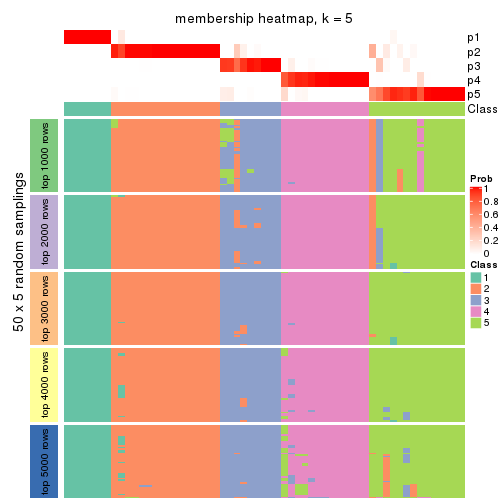 membership heatmap, k = 5
p1
p2
p3
p4
p5
Class
50 x 5 random samplings
top 1000 rows
top 2000 rows
top 3000 rows
top 4000 rows
top 5000 rows
Prob
1
0.8
0.6
0.4
0.2
0
Class
1
2
3
4
5